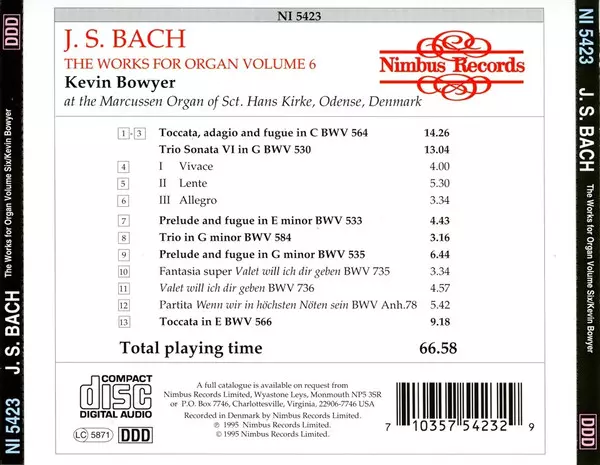 DDD
NI 5423
J. S. BACH
The Works for Organ Volume Six/Kevin Bowyer
NI 5423
J. S. BACH
THE WORKS FOR ORGAN VOLUME 6
Kevin Bowyer
at the Marcussen Organ of Sct. Hans Kirke, Odense, Denmark
Nimbus Records
1 - 3 Toccata, adagio and fugue in C BWV 564 14.26
Trio Sonata VI in G BWV 530 13.04
4 I Vivace 4.00
5 II Lente 5.30
6 III Allegro 3.34
7 Prelude and fugue in E minor BWV 533 4.43
8 Trio in G minor BWV 584 3.16
9 Prelude and fugue in G minor BWV 535 6.44
10 Fantasia super Valet will ich dir geben BWV 735 3.34
11 Valet will ich dir geben BWV 736 4.57
12 Partita Wenn wir in höchsten Nöten sein BWV Anh.78 5.42
13 Toccata in E BWV 566 9.18
Total playing time 66.58
COMPACT
disc
DIGITAL AUDIO
LC 5871
DDD
A full catalogue is available on request from
Nimbus Records Limited, Wyastone Leys, Monmouth NP5 3SR
or P.O. Box 7746, Charlottesville, Virginia, 22906-7746 USA
Recorded in Denmark by Nimbus Records Limited.
℗ 1995 Nimbus Records Limited.
© 1995 Nimbus Records Limited.
7 10357 54232 9
NI 5423
J. S. BACH
The Works for Organ Volume Six/Kevin Bowyer
DDD